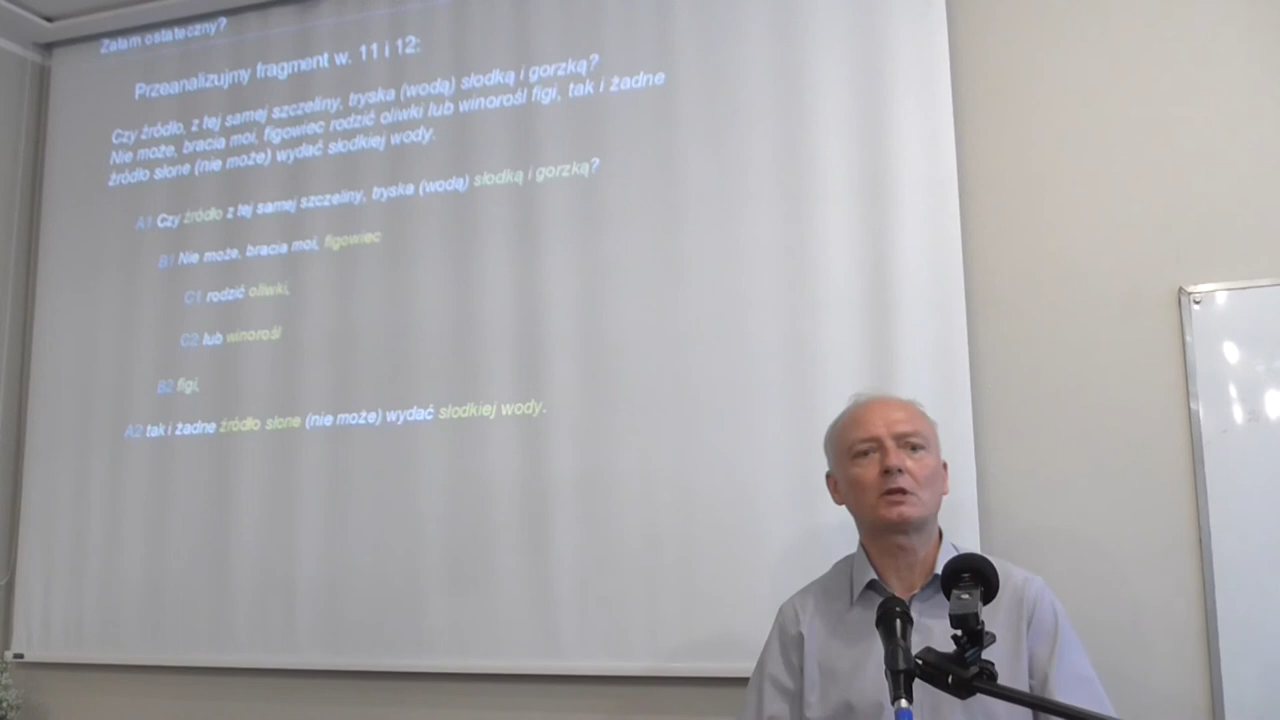 Załam ostateczny?
Przeanalizujmy fragment w. 11 i 12:
Czy źródło, z tej samej szczeliny, tryska (wodą) słodką i gorzką?
Nie może, bracia moi, figowiec rodzić oliwki lub winorośl figi, tak i żadne
źródło słone (nie może) wydać słodkiej wody.
A1 Czy źródło z tej samej szczeliny, tryska (wodą) słodką i gorzką?
B1 Nie może, bracia moi, figowiec
C1 rodzić oliwki,
C2 lub winorośl
B2 figi,
A2 tak i żadne źródło słone (nie może) wydać słodkiej wody.